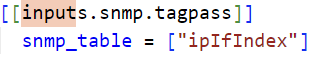 [[inputs.snmp.tagpass]]
  snmp_table = ["ipIfIndex"]